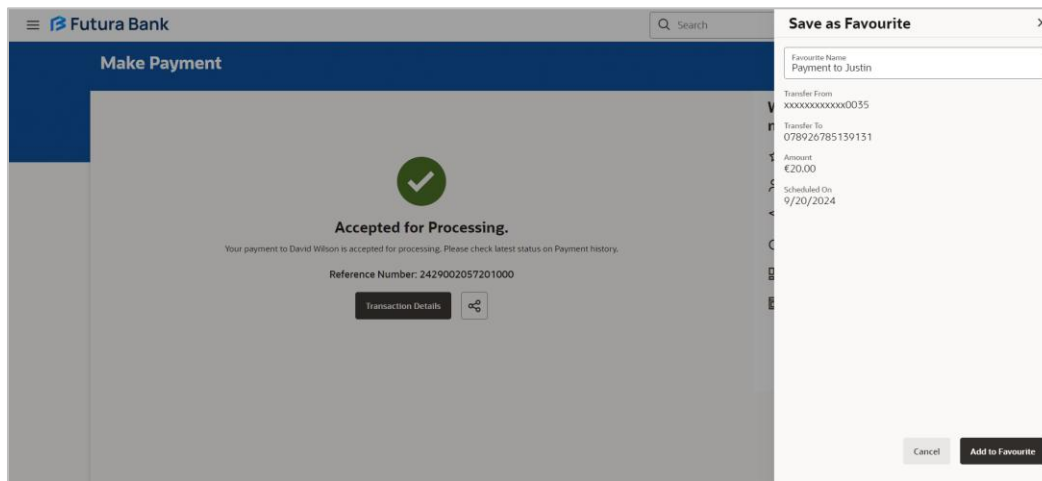 Futura Bank
Search
Make Payment
Accepted for Processing.
Your payment to David Wilson is accepted for processing. Please check latest status on Payment history.
Reference Number: 2429002057201000
Transaction Details
Save as Favourite
Favourite Name
Payment to Justin
Transfer From
xxxxxxxxxxxx0035
Transfer To
078926785139131
Amount
€20.00
Scheduled On
9/20/2024
Cancel
Add to Favourite